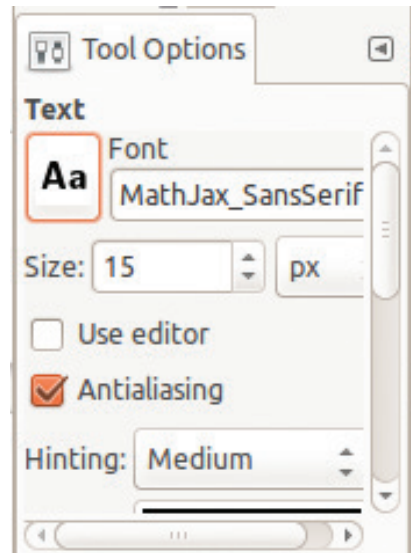 Tool Options
Text
Aa
Font
MathJax_SansSerif
Size: 15 px
Use editor
Antialiasing
Hinting: Medium